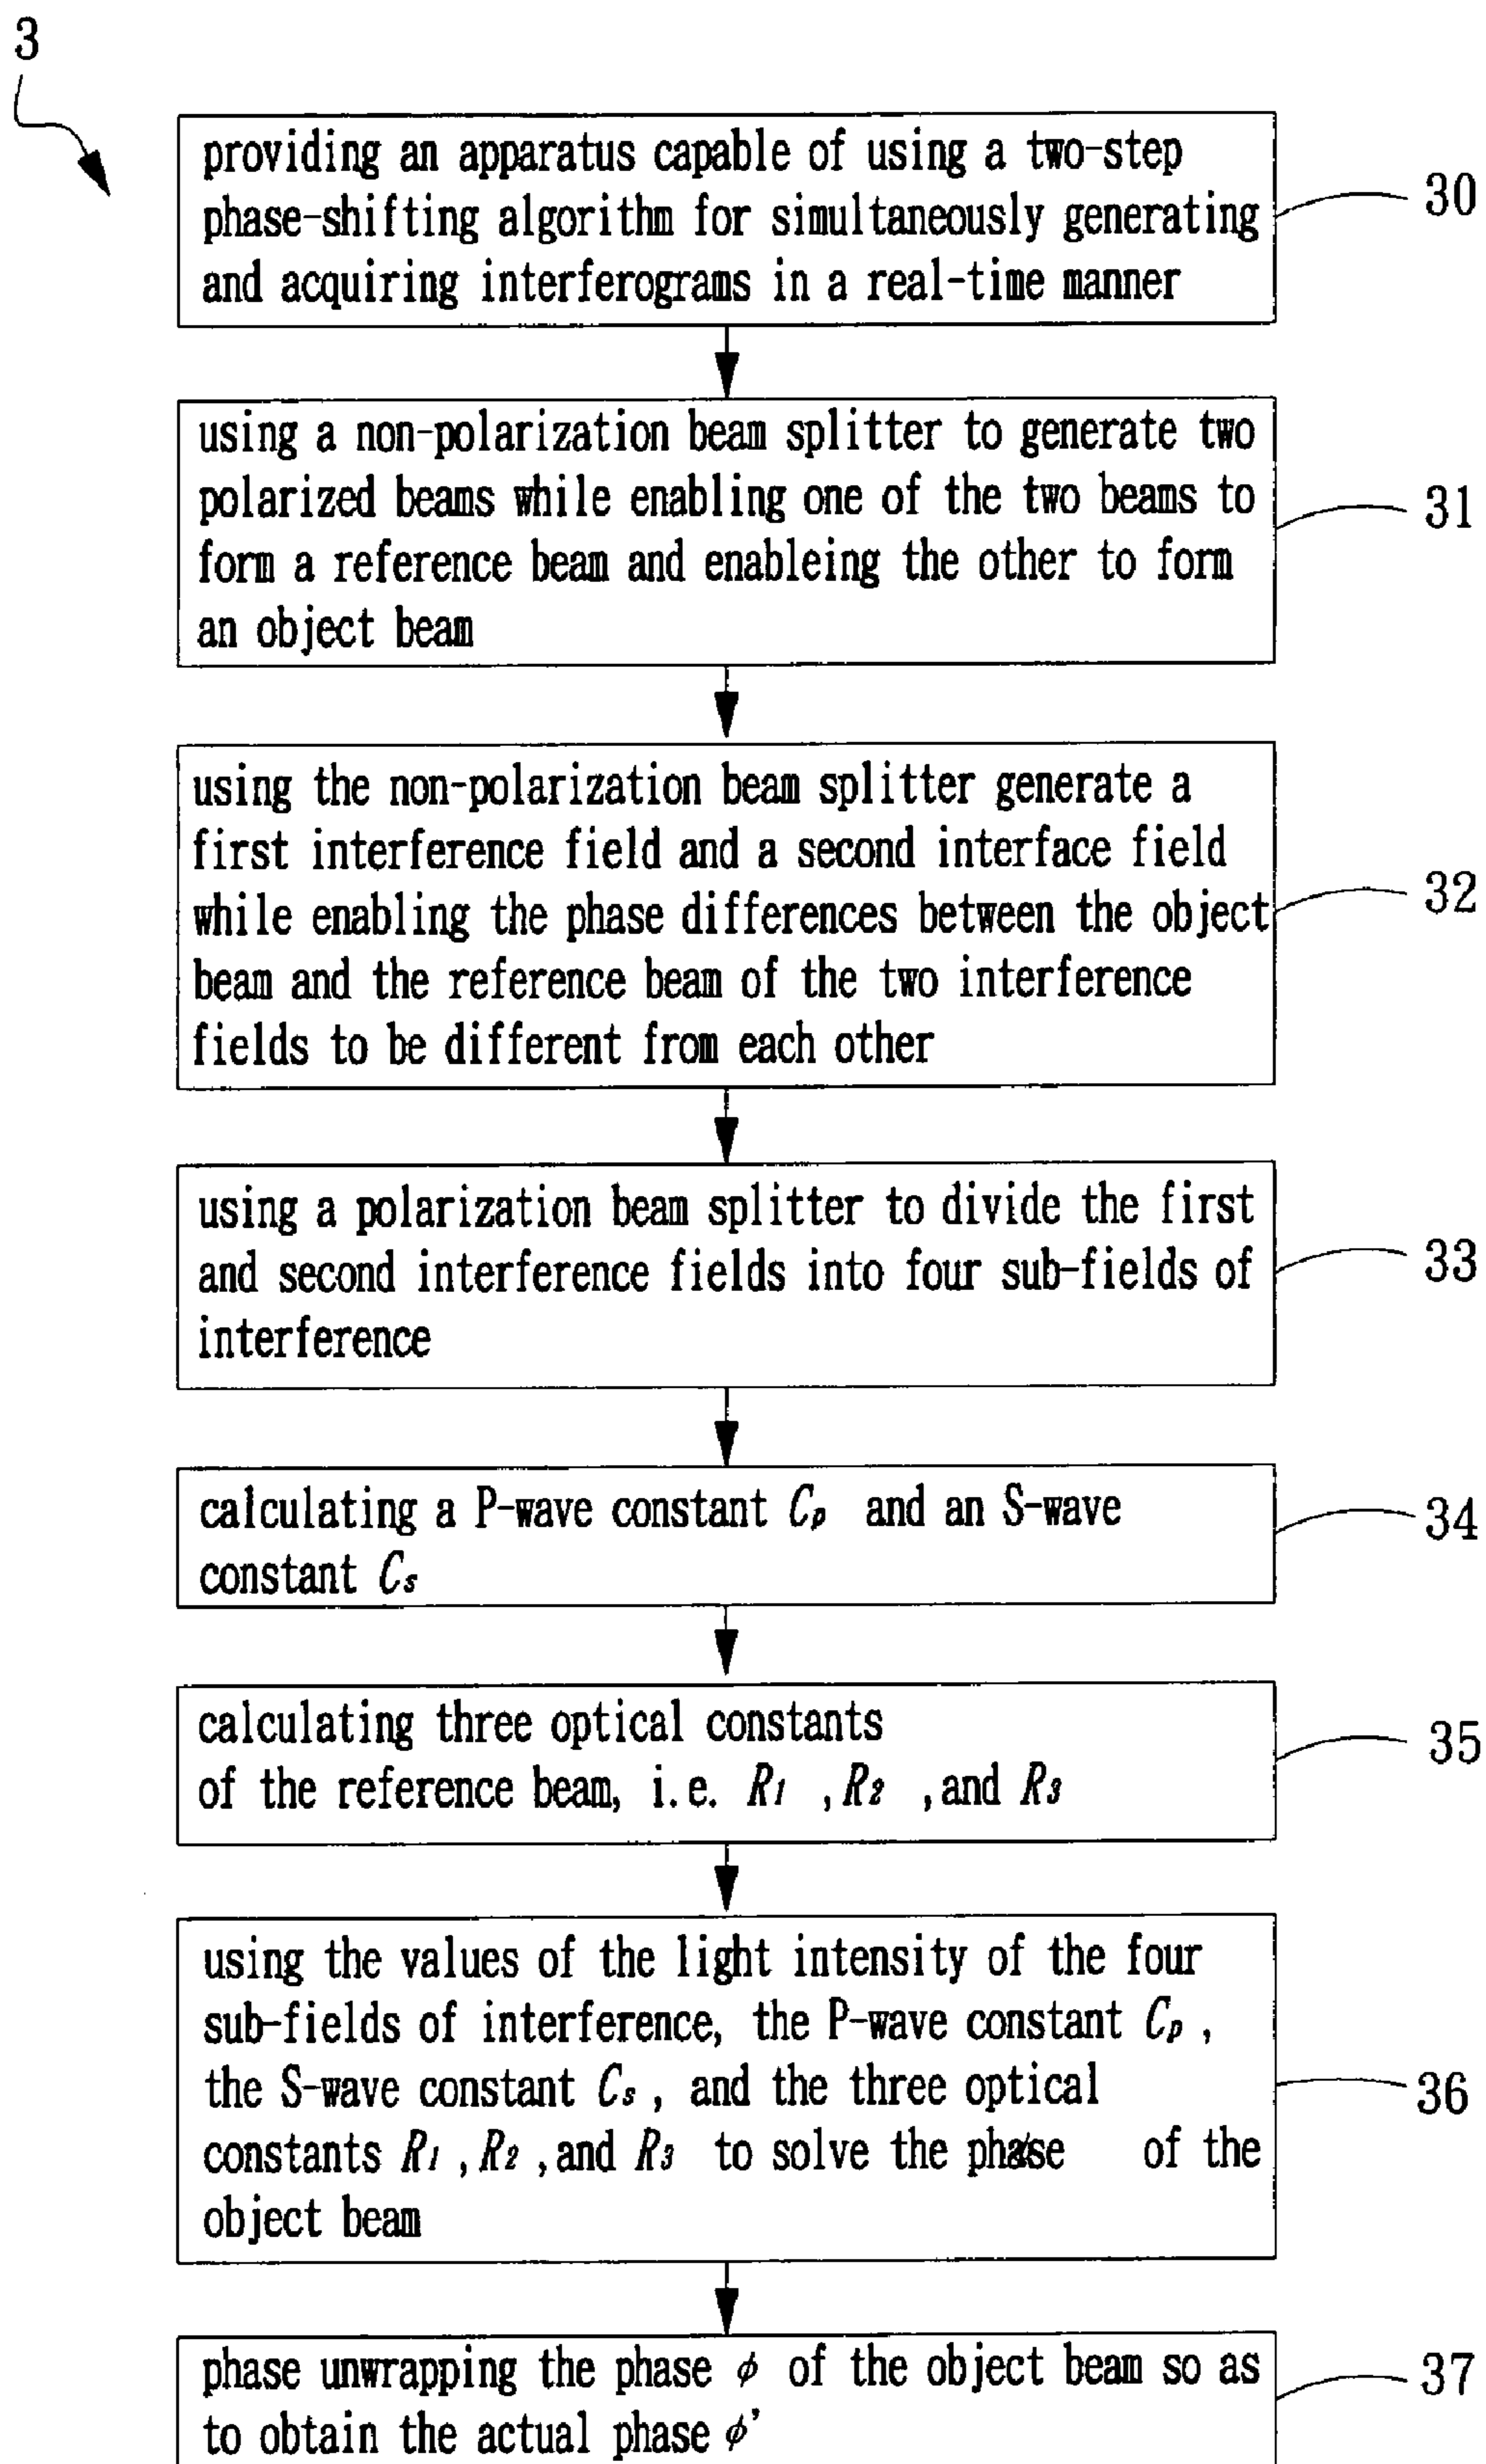 3
providing an apparatus capable of using a two-step
phase-shifting algorithm for simultaneously generating
and acquiring interferograms in a real-time manner
30
using a non-polarization beam splitter to generate two
polarized beams while enabling one of the two beams to
form a reference beam and enableing the other to form
an object beam
31
using the non-polarization beam splitter generate a
first interference field and a second interface field
while enabling the phase differences between the object
beam and the reference beam of the two interference
fields to be different from each other
32
using a polarization beam splitter to divide the first
and second interference fields into four sub-fields of
interference
33
calculating a P-wave constant Cp and an S-wave
constant Cs
34
calculating three optical constants
of the reference beam, i.e. R1 ,R2 ,and R3
35
using the values of the light intensity of the four
sub-fields of interference, the P-wave constant Cp ,
the S-wave constant Cs , and the three optical
constants R1 ,R2 ,and R3 to solve the phase of the
object beam
36
phase unwrapping the phase ϕ of the object beam so as
to obtain the actual phase ϕ'
37